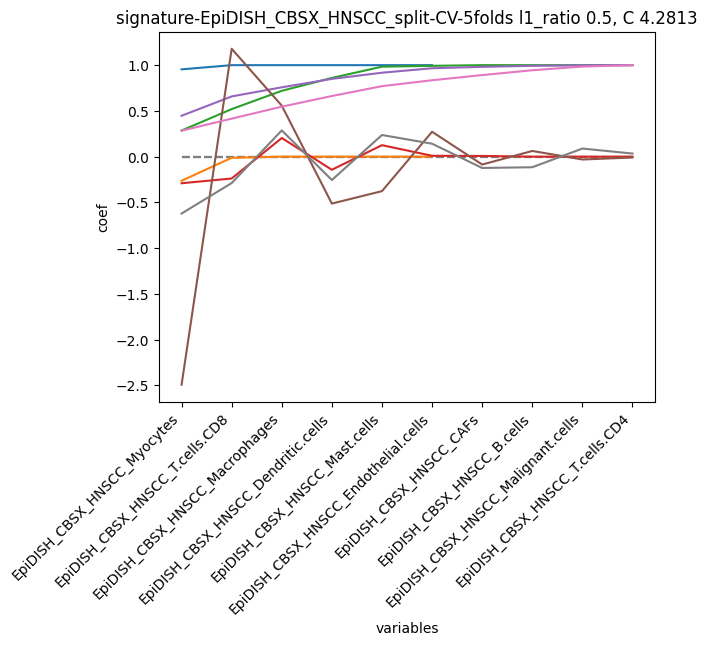 signature-EpiDISH_CBSX_HNSCC_split-CV-5folds l1_ratio 0.5, C 4.2813
1.0
0.5
0.0
−0.5
−1.0
−1.5
−2.0
−2.5
coef
EpiDISH_CBSX_HNSCC_Myocytes
EpiDISH_CBSX_HNSCC_T.cells.CD8
EpiDISH_CBSX_HNSCC_Macrophages
EpiDISH_CBSX_HNSCC_Dendritic.cells
EpiDISH_CBSX_HNSCC_Mast.cells
EpiDISH_CBSX_HNSCC_Endothelial.cells
EpiDISH_CBSX_HNSCC_CAFs
EpiDISH_CBSX_HNSCC_B.cells
EpiDISH_CBSX_HNSCC_Malignant.cells
EpiDISH_CBSX_HNSCC_T.cells.CD4
variables